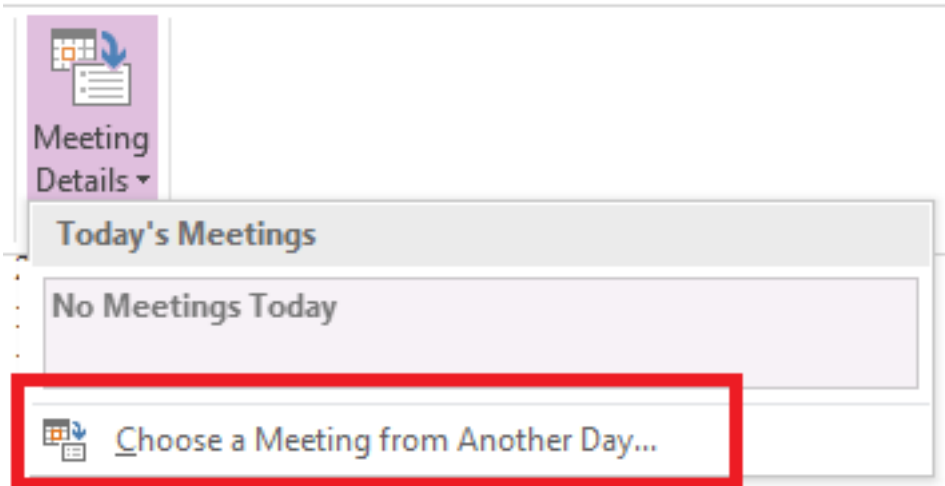 Meeting
Details
Today's Meetings
No Meetings Today
Choose a Meeting from Another Day...